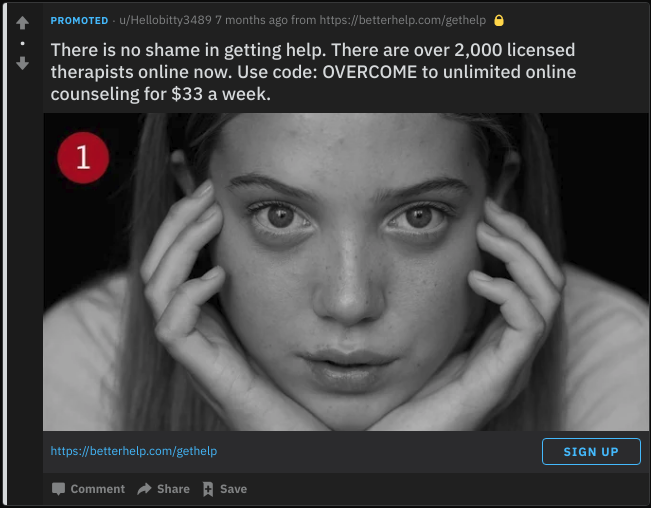 PROMOTED · u/Hellobitty3489 7 months ago from https://betterhelp.com/gethelp
There is no shame in getting help. There are over 2,000 licensed
therapists online now. Use code: OVERCOME to unlimited online
counseling for $33 a week.
1
https://betterhelp.com/gethelp
SIGN UP
Comment Share Save